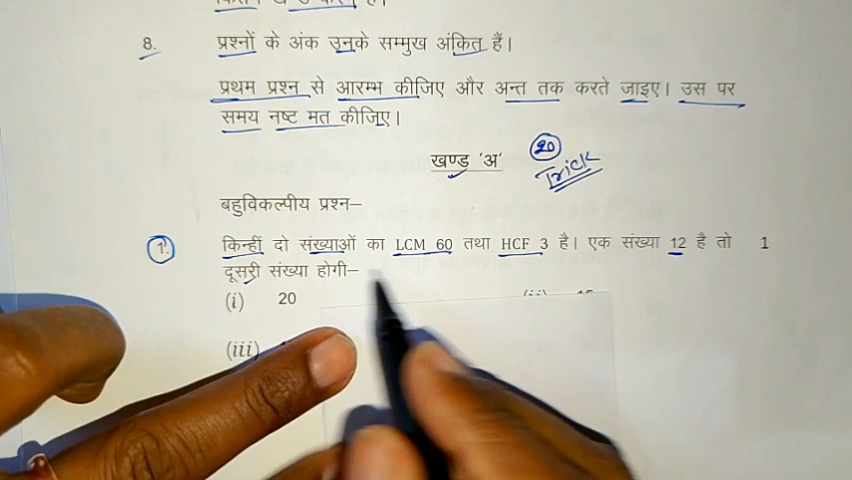 8. प्रश्नों के अंक उनके सम्मुख अंकित हैं।
प्रथम प्रश्न से आरम्भ कीजिए और अन्त तक करते जाइए। उस पर
समय नष्ट मत कीजिए।
खण्ड 'अ' 20
Trick
बहुविकल्पीय प्रश्न–
1. किन्हीं दो संख्याओं का LCM 60 तथा HCF 3 है। एक संख्या 12 है तो 1
दूसरी संख्या होगी–
(i) 20
(iii)